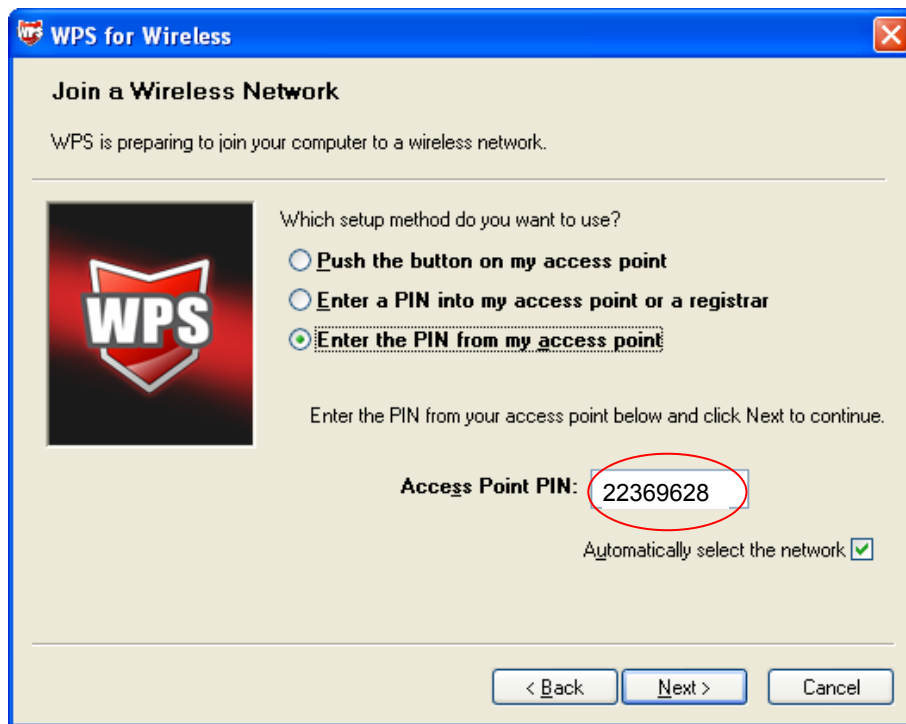 WPS WPS for Wireless
Join a Wireless Network
WPS is preparing to join your computer to a wireless network.
Which setup method do you want to use?
Push the button on my access point
Enter a PIN into my access point or a registrar
Enter the PIN from my access point
WPS
Enter the PIN from your access point below and click Next to continue.
Access Point PIN: 22369628
Automatically select the network
< Back Next > Cancel